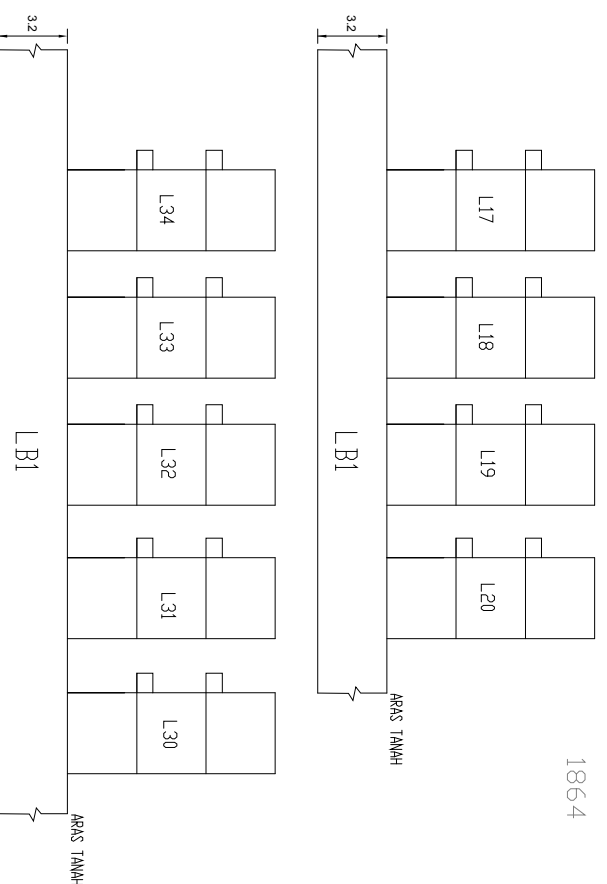 1864
3.2
L17
L18
L19
L20
LB1
ARAS TANAH
3.2
L34
L33
L32
L31
L30
LB1
ARAS TANAH